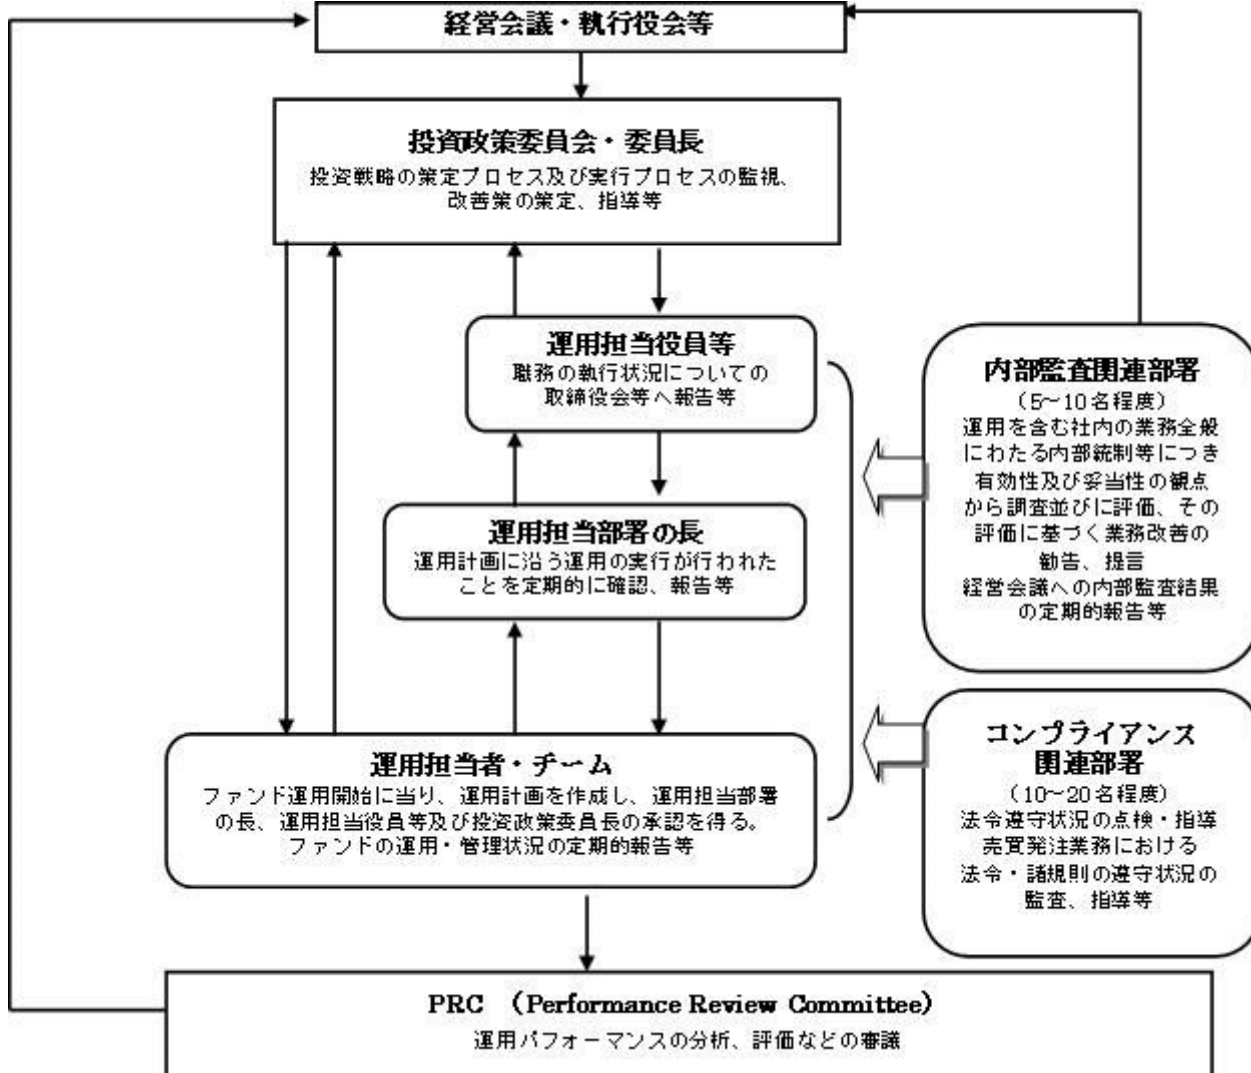 経営会議・執行役会等
投資政策委員会・委員長
投資戦略の策定プロセス及び実行プロセスの監視、
改善策の策定、指導等
運用担当役員等
職務の執行状況についての
取締役会等へ報告等
運用担当部署の長
運用計画に沿う運用の実行が行われた
ことを定期的に確認、報告等
運用担当者・チーム
ファンド運用開始に当り、運用計画を作成し、運用担当部署
の長、運用担当役員等及び投資政策委員長の承認を得る。
ファンドの運用・管理状況の定期的報告等
内部監査関連部署
(5~10名程度)
運用を含む社内の業務全般
にわたる内部統制等につき
有効性及び妥当性の観点
から調査並びに評価、その
評価に基づく業務改善の
勧告、提言
経営会議への内部監査結果
の定期的報告等
コンプライアンス
関連部署
(10~20名程度)
法令遵守状況の点検・指導
売買発注業務における
法令・諸規則の遵守状況の
監査、指導等
PRC (Performance Review Committee)
運用パフォーマンスの分析、評価などの審議